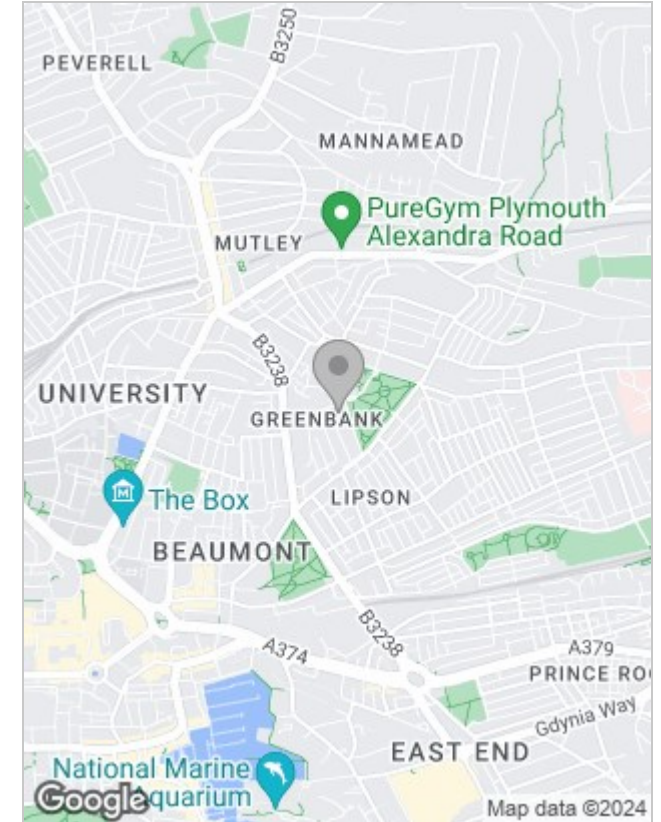 B3250
PEVERELL
MANNAMEAD
PureGym Plymouth
Alexandra Road
MUTLEY
B3238
UNIVERSITY
GREENBANK
The Box
LIPSON
BEAUMONT
B3238
A374
A379
PRINCE RO
Gdynia Way
EAST END
National Marine
Aquarium
Google
Map data ©2024